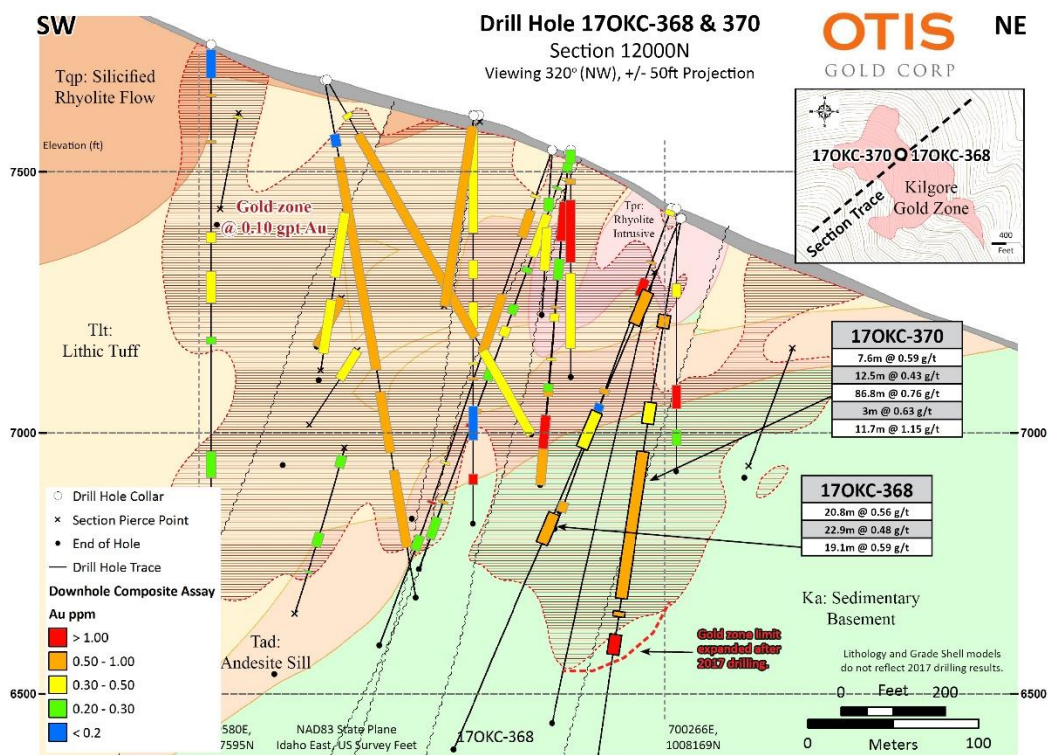 SW
Drill Hole 17OKC-368 & 370
Section 12000N
Viewing 320° (NW), +/- 50ft Projection
OTIS
GOLD CORP
NE
Tqp: Silicified
Rhyolite Flow
Elevation (ft)
7500
Gold zone
@ 0.10 gpt Au
Tpr:
Rhyolite
Intrusive
17OKC-370
17OKC-368
Kilgore
Gold Zone
Section Trace
400
Feet
Tlt:
Lithic Tuff
17OKC-370
7.6m @ 0.59 g/t
12.5m @ 0.43 g/t
86.8m @ 0.76 g/t
3m @ 0.63 g/t
11.7m @ 1.15 g/t
7000
7000
17OKC-368
20.8m @ 0.56 g/t
22.9m @ 0.48 g/t
19.1m @ 0.59 g/t
Drill Hole Collar
Section Pierce Point
End of Hole
Drill Hole Trace
Downhole Composite Assay
Au ppm
> 1.00
0.50 - 1.00
0.30 - 0.50
0.20 - 0.30
< 0.2
Tad:
Andesite Sill
Ka: Sedimentary
Basement
Gold zone limit
expanded after
2017 drilling.
Lithology and Grade Shell models
do not reflect 2017 drilling results.
6500
6500
0 Feet 200
0 Meters 100
580E,
7595N
NAD83 State Plane
Idaho East, US Survey Feet
17OKC-368
700266E,
1008169N